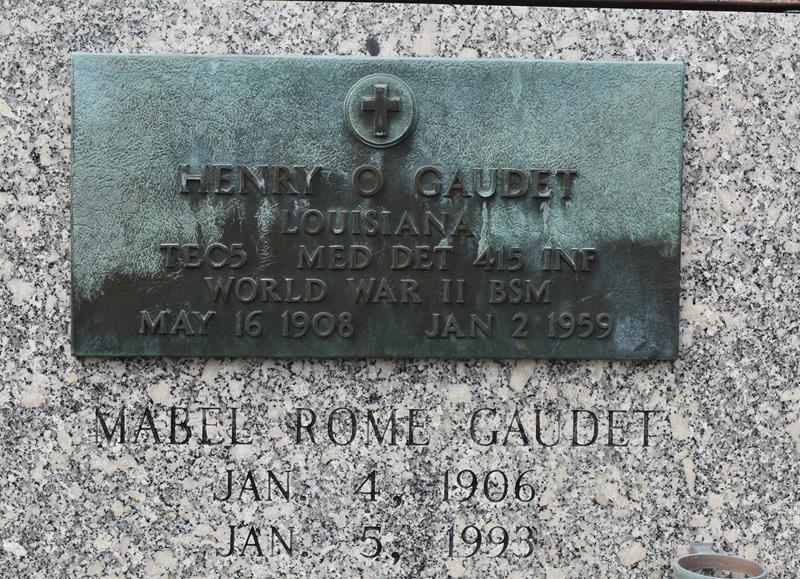 HENRY O GAUDET
LOUISIANA
TEC5 MED DET 415 INF
WORLD WAR II BSM
MAY 16 1908 JAN 2 1959
MABEL ROME GAUDET
JAN. 4, 1906
JAN. 5, 1993